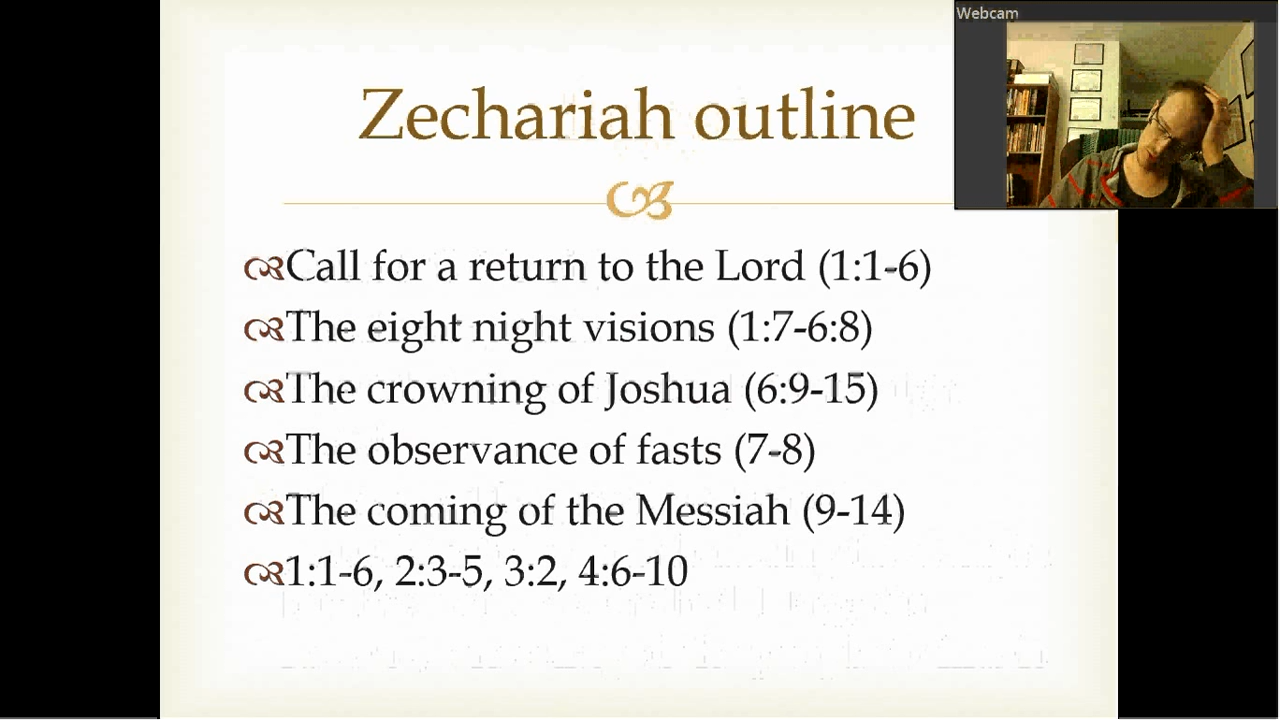 Webcam
Zechariah outline
Call for a return to the Lord (1:1-6)
The eight night visions (1:7-6:8)
The crowning of Joshua (6:9-15)
The observance of fasts (7-8)
The coming of the Messiah (9-14)
1:1-6, 2:3-5, 3:2, 4:6-10